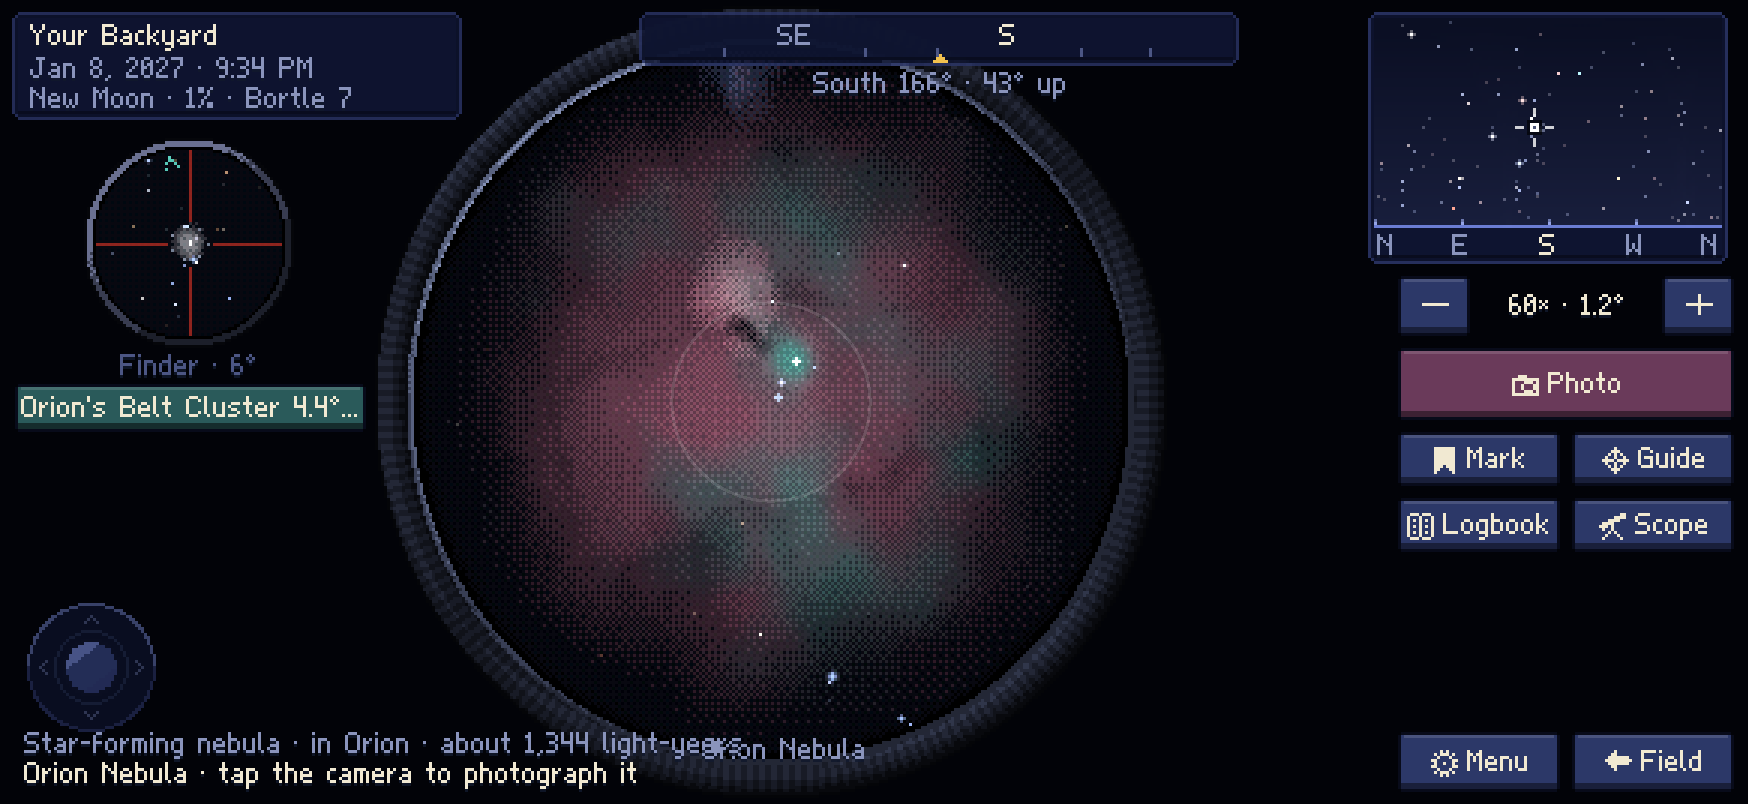 Your Backyard
Jan 8, 2027 · 9:34 PM
New Moon · 1% · Bortle 7
SE S
South 166° · 43° up
N E S W N
Finder · 6°
Orion's Belt Cluster 4.4°...
60× · 1.2°
Photo
Mark
Guide
Logbook
Scope
Star-forming nebula · in Orion · about 1,344 light-years
Nebula
Orion Nebula · tap the camera to photograph it
Menu
Field